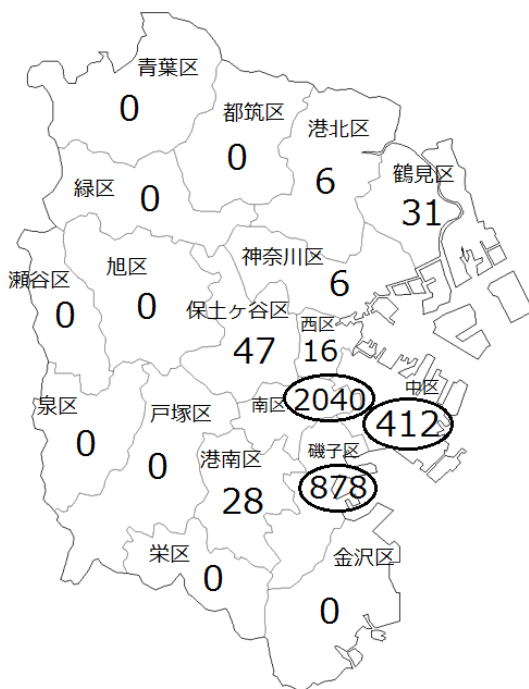 青葉区
0
都筑区
0
港北区
6
鶴見区
31
緑区
0
神奈川区
6
瀬谷区
0
旭区
0
保土ヶ谷区
47
西区
16
南区 2040
中区
412
泉区
0
戸塚区
0
港南区
28
磯子区
878
栄区
0
金沢区
0